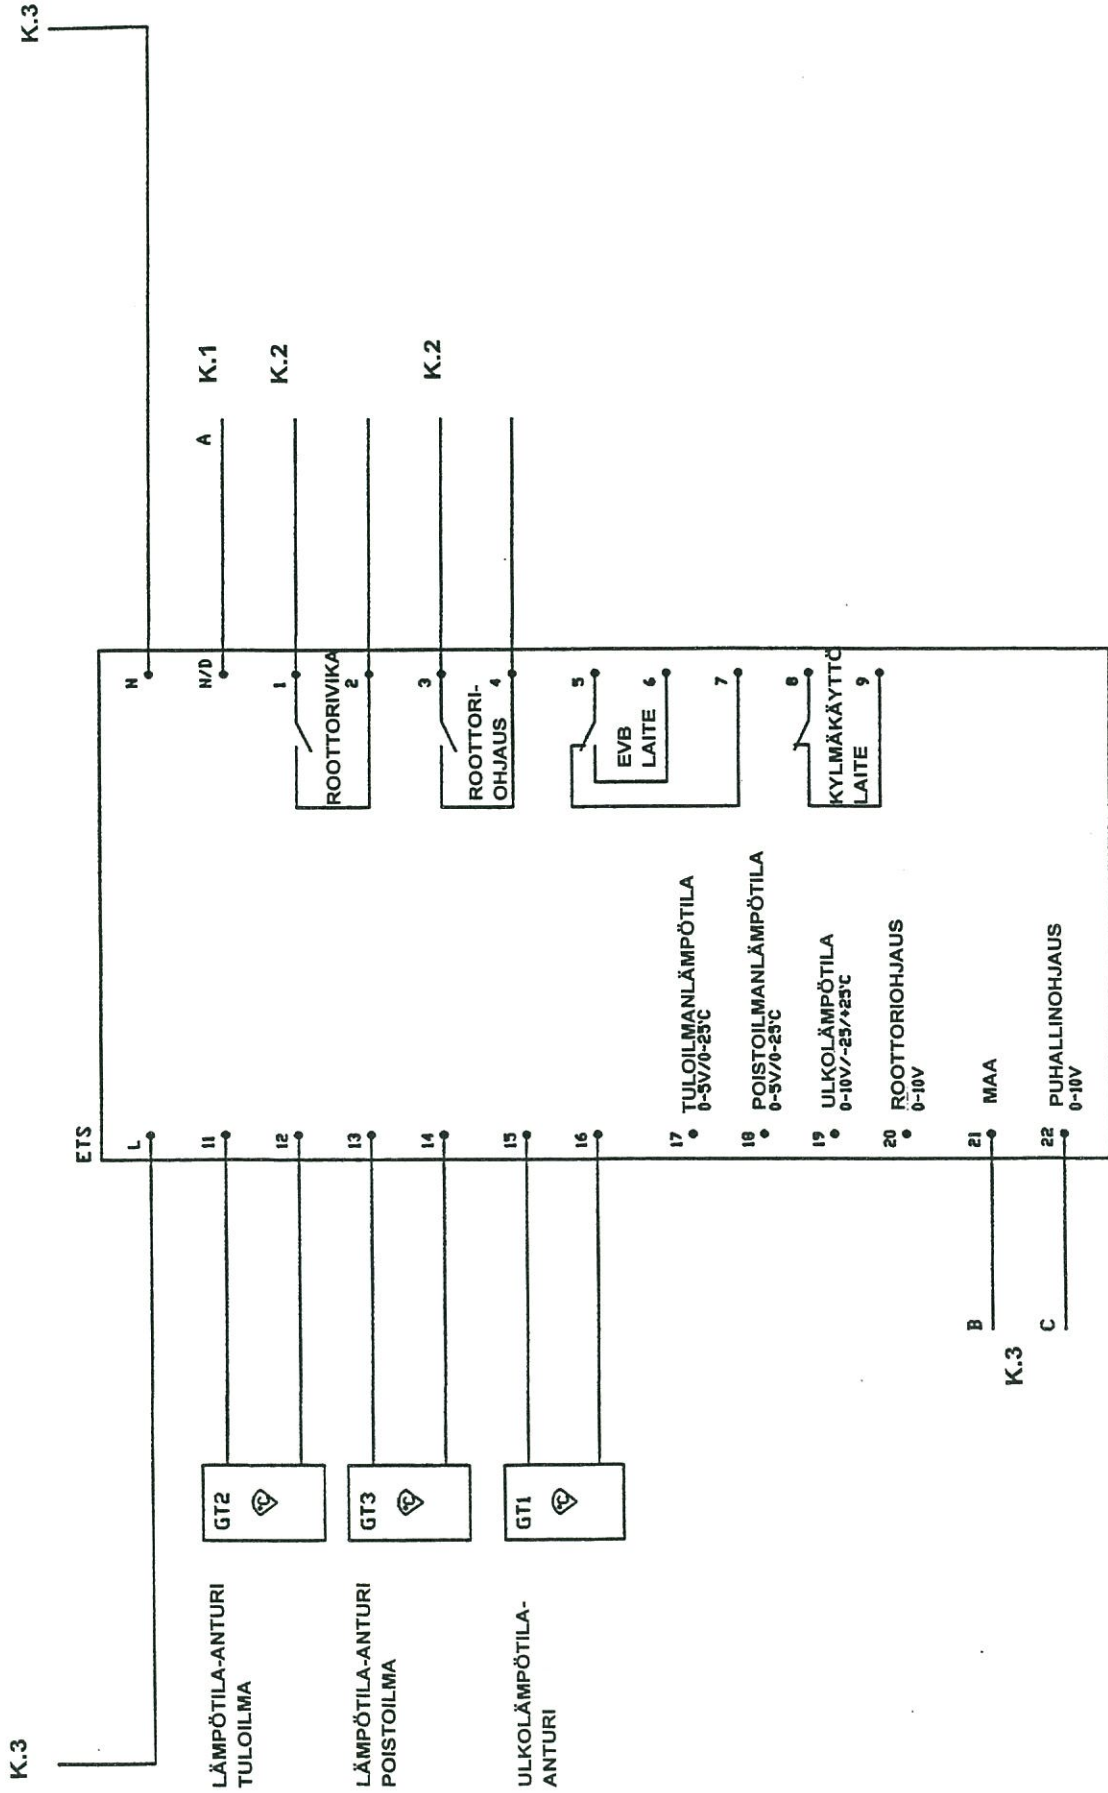 K.3
LÄMPÖTILA-ANTURI
TULOILMA
LÄMPÖTILA-ANTURI
POISTOILMA
ULKOLÄMPÖTILA-
ANTURI
GT2
°C
GT3
°C
GT1
°C
B
K.3
C
ETS
L
11
12
13
14
15
16
17
TULOILMANLÄMPÖTILA
0-5V/0-25°C
18
POISTOILMANLÄMPÖTILA
0-5V/0-25°C
19
ULKOLÄMPÖTILA
0-10V/-25/+25°C
20
ROOTTORIOHJAUS
0-10V
21
MAA
22
PUHALLINOHJAUS
0-10V
N
N/D
1
ROOTTORIVIKA
2
3
ROOTTORI-
OHJAUS
4
5
EVB
LAITE
6
7
8
KYLMÄKÄYTTÖ
LAITE
9
A
K.1
K.2
K.2
K.3